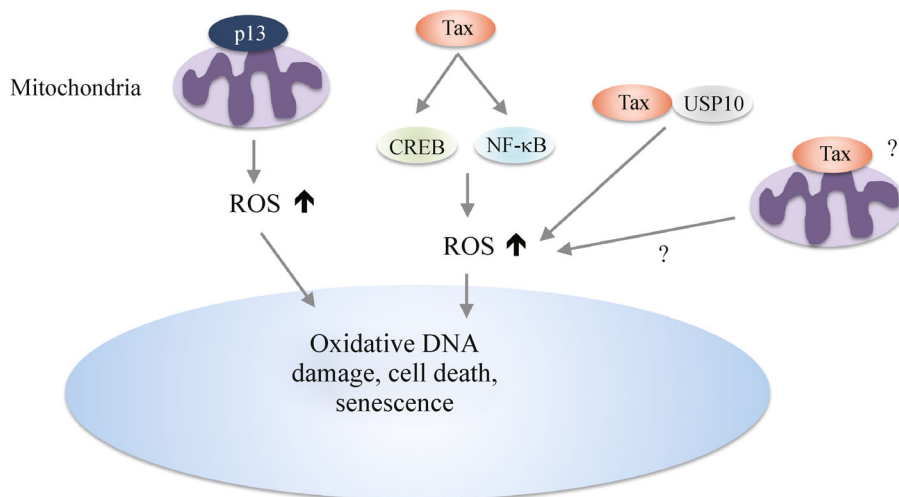 p13
Mitochondria
ROS
Tax
CREB
NF-κB
ROS
Tax
USP10
Tax
?
?
Oxidative DNA
damage, cell death,
senescence